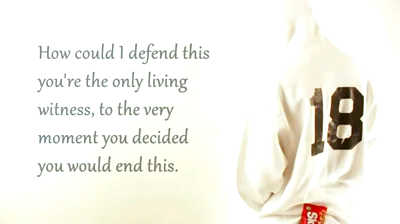 How could I defend this
you're the only living
witness, to the very
moment you decided
you would end this.
18